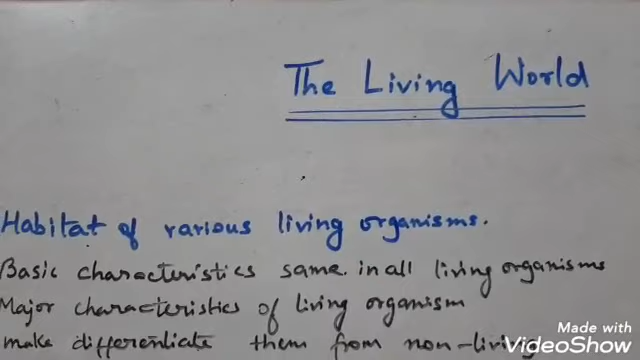 The Living World
Habitat of various living organisms.
Basic characteristics same in all living organisms
Major characteristics of living organism
make differentiate them from non-living
Made with
VideoShow